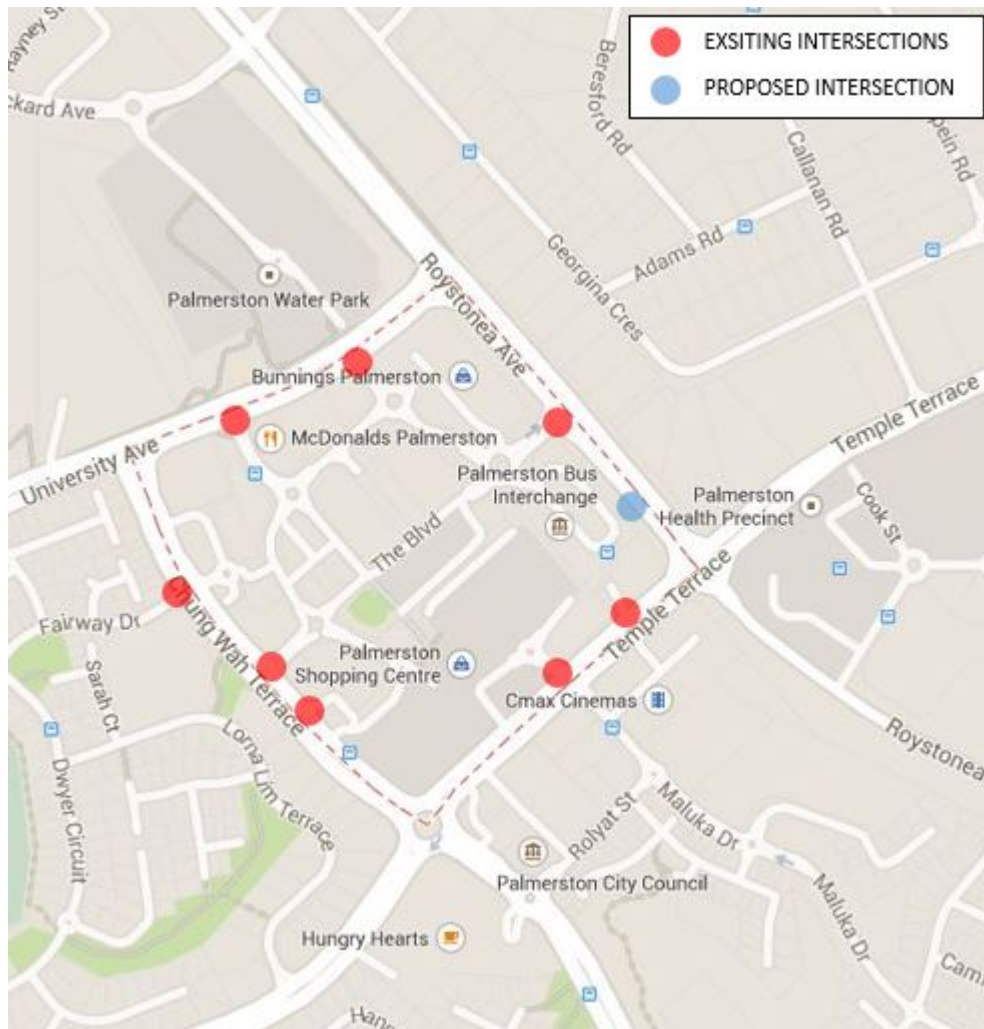 EXSITING INTERSECTIONS
PROPOSED INTERSECTION
Rayney St
ckard Ave
Beresford Rd
Callanan Rd
pein Rd
Adams Rd
Georgina Cres
Roystonea Ave
Palmerston Water Park
Bunnings Palmerston
McDonalds Palmerston
University Ave
Temple Terrace
Palmerston Bus
Interchange
Palmerston
Health Precinct
Cook St
The Blvd
Fairway Dr
Chung Wah Terrace
Sarah Ct
Palmerston
Shopping Centre
Temple Terrace
Cmax Cinemas
Roystonea
Lorna Lim Terrace
Dwyer Circuit
Rolyat St
Maluka Dr
Palmerston City Council
Maluka Dr
Hungry Hearts
Cam
Han